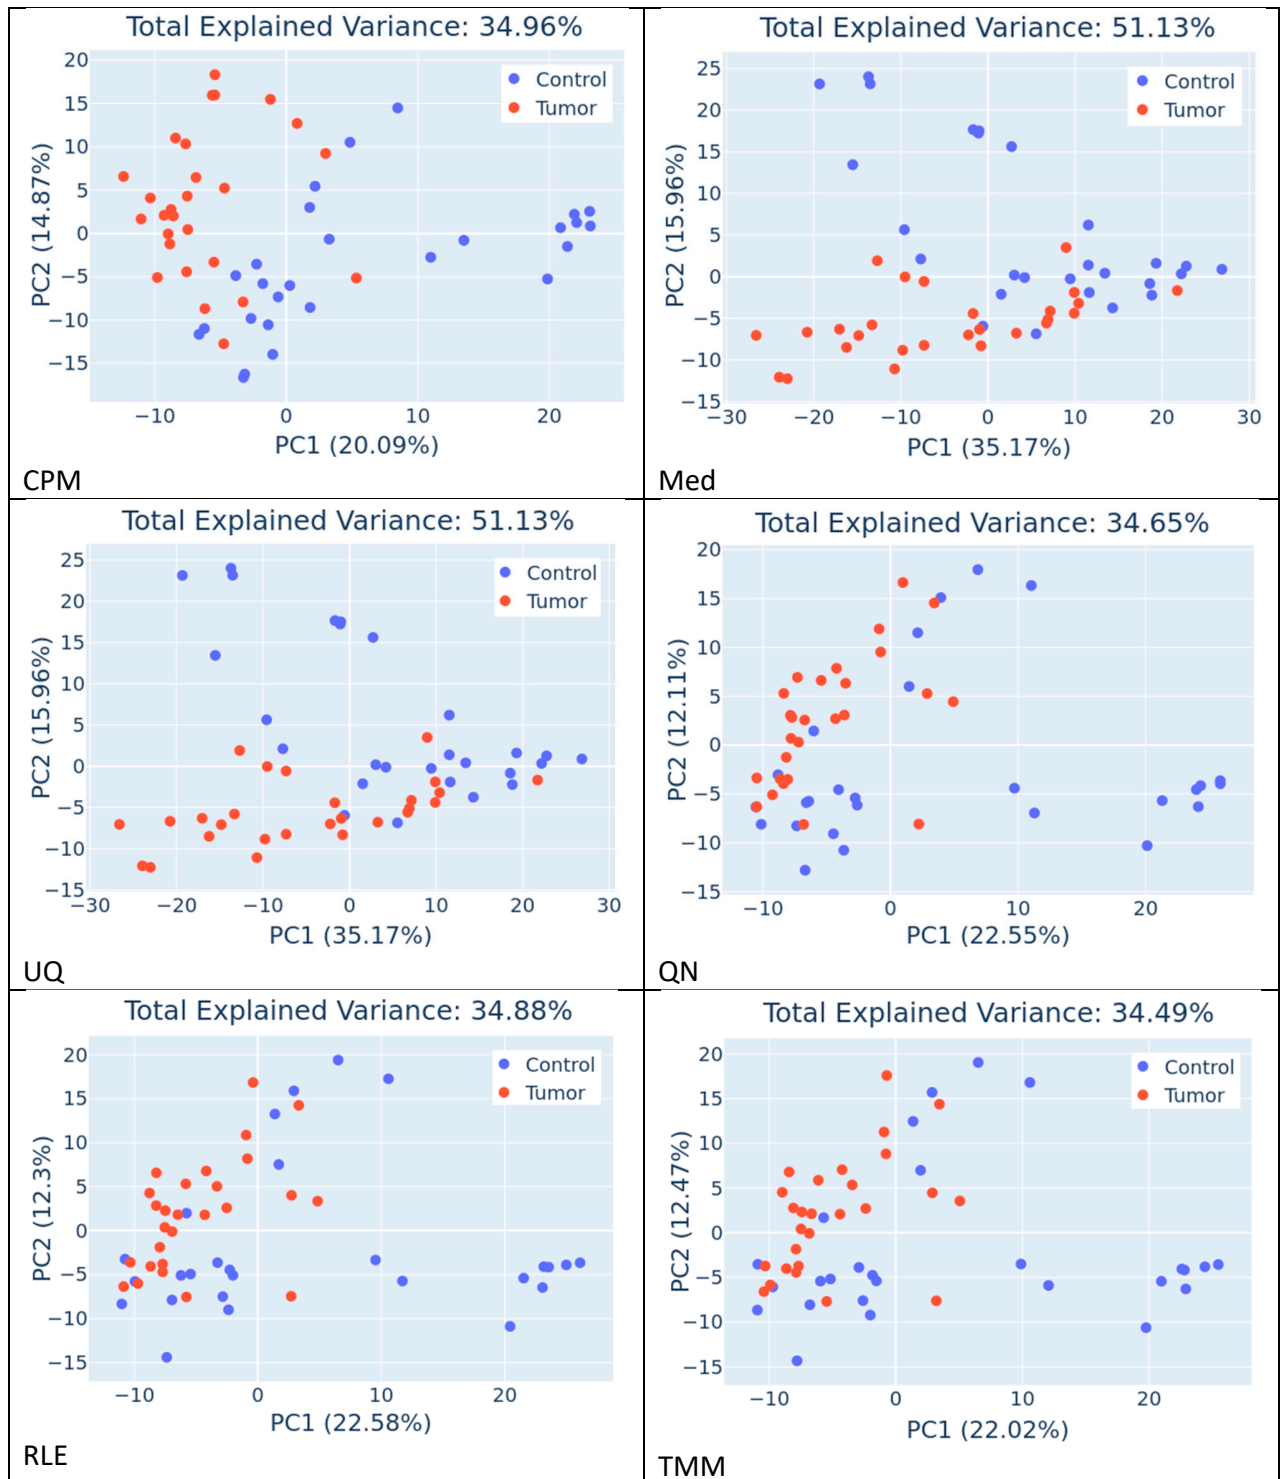 Total Explained Variance: 34.96%
Control
Tumor
20
15
10
5
0
−5
−10
−15
PC2 (14.87%)
−10 0 10 20
PC1 (20.09%)
CPM
Total Explained Variance: 51.13%
Control
Tumor
25
20
15
10
5
0
−5
−10
−15
PC2 (15.96%)
−30 −20 −10 0 10 20 30
PC1 (35.17%)
Med
Total Explained Variance: 51.13%
Control
Tumor
25
20
15
10
5
0
−5
−10
−15
PC2 (15.96%)
−30 −20 −10 0 10 20 30
PC1 (35.17%)
UQ
Total Explained Variance: 34.65%
Control
Tumor
20
15
10
5
0
−5
−10
−15
PC2 (12.11%)
−10 0 10 20
PC1 (22.55%)
QN
Total Explained Variance: 34.88%
Control
Tumor
20
15
10
5
0
−5
−10
−15
PC2 (12.3%)
−10 0 10 20
PC1 (22.58%)
RLE
Total Explained Variance: 34.49%
Control
Tumor
20
15
10
5
0
−5
−10
−15
PC2 (12.47%)
−10 0 10 20
PC1 (22.02%)
TMM